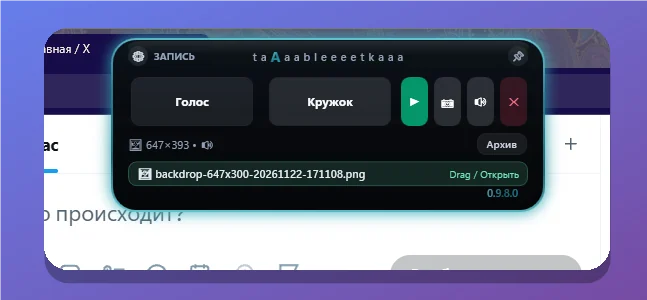 авная / X
ЗАПИСЬ
taAaableeeetkaaa
Голос
Кружок
647×393 •
Архив
ас
backdrop-647x300-20261122-171108.png
Drag / Открыть
0.9.8.0
о происходит?